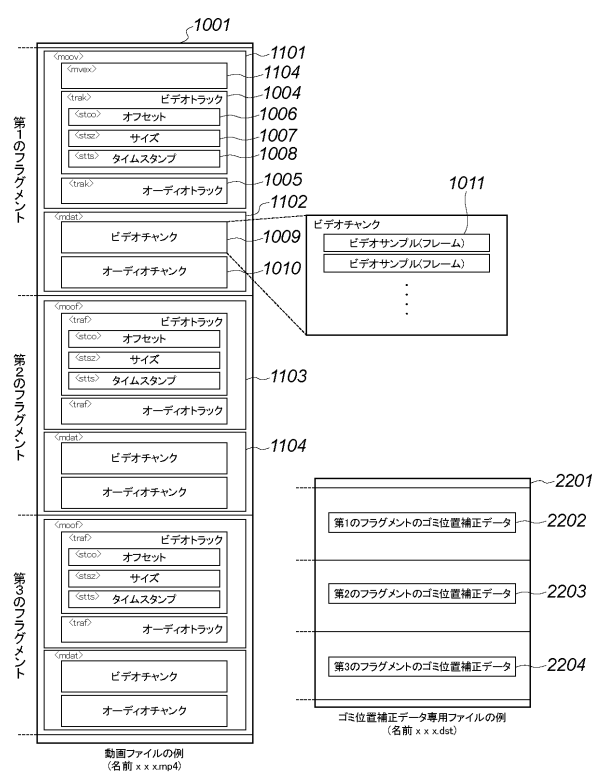 1001
<moov>
1101
<mvex>
1104
<trak>
ビデオトラック
1004
<stco>
オフセット
1006
<stsz>
サイズ
1007
<stts>
タイムスタンプ
1008
<trak>
オーディオトラック
1005
第1のフラグメント
<mdat>
1102
ビデオチャンク
1009
オーディオチャンク
1010
1011
ビデオチャンク
ビデオサンプル(フレーム)
ビデオサンプル(フレーム)
<moof>
<traf>
ビデオトラック
<stco>
オフセット
<stsz>
サイズ
<stts>
タイムスタンプ
1103
<traf>
オーディオトラック
第2のフラグメント
<mdat>
1104
ビデオチャンク
オーディオチャンク
<moof>
<traf>
ビデオトラック
<stco>
オフセット
<stsz>
サイズ
<stts>
タイムスタンプ
<traf>
オーディオトラック
第3のフラグメント
<mdat>
ビデオチャンク
オーディオチャンク
動画ファイルの例
(名前 x x x.mp4)
2201
第1のフラグメントのゴミ位置補正データ
2202
第2のフラグメントのゴミ位置補正データ
2203
第3のフラグメントのゴミ位置補正データ
2204
ゴミ位置補正データ専用ファイルの例
(名前 x x x.dst)